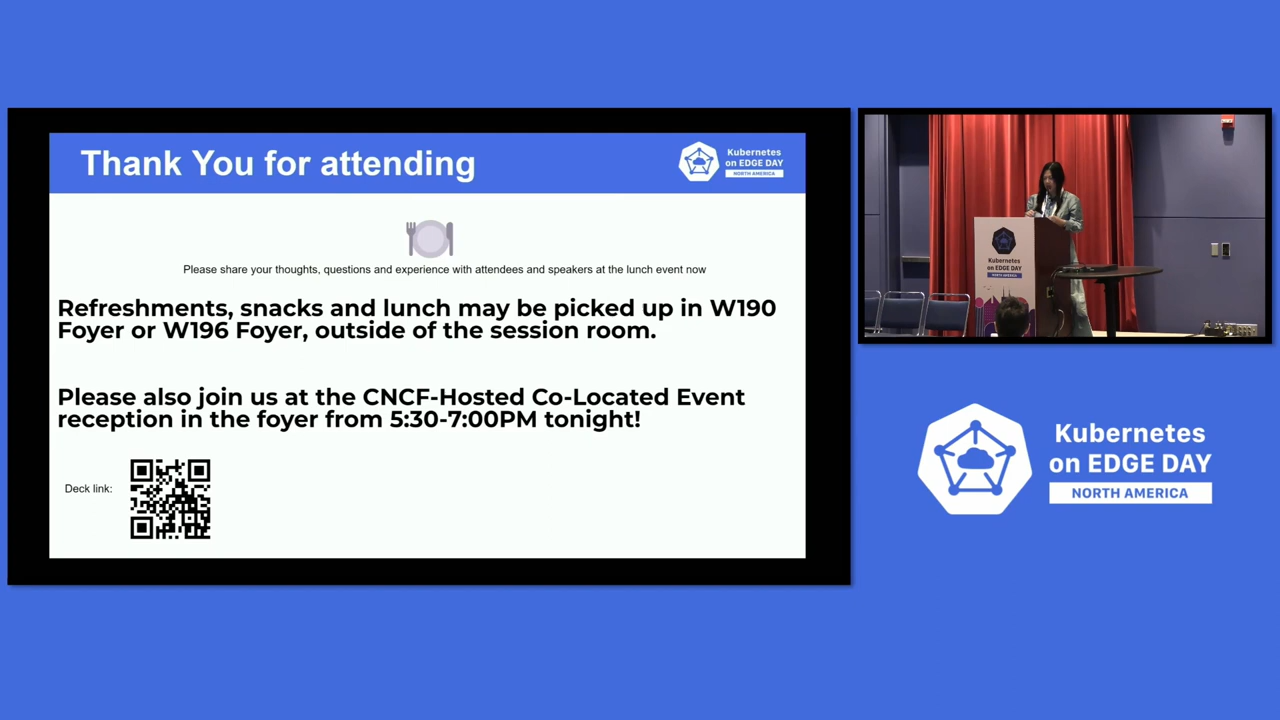 Thank You for attending
Kubernetes
on EDGE DAY
NORTH AMERICA
Please share your thoughts, questions and experience with attendees and speakers at the lunch event now
Refreshments, snacks and lunch may be picked up in W190
Foyer or W196 Foyer, outside of the session room.
Please also join us at the CNCF-Hosted Co-Located Event
reception in the foyer from 5:30-7:00PM tonight!
Deck link:
Kubernetes
on EDGE DAY
NORTH AMERICA
Kubernetes
on EDGE DAY
NORTH AMERICA